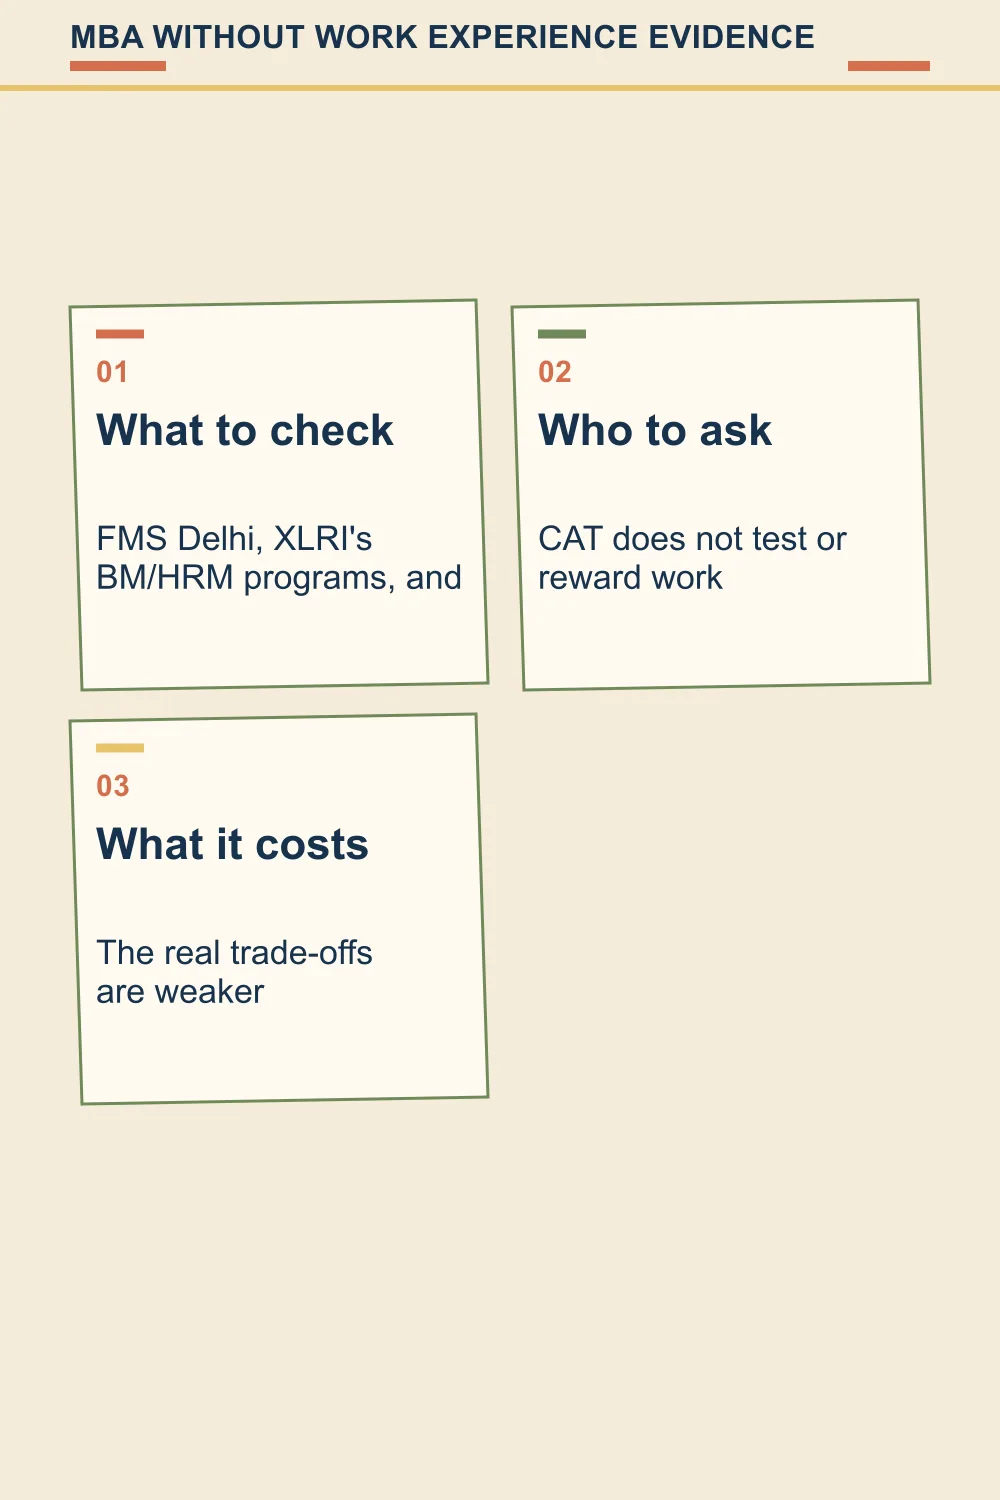 MBA WITHOUT WORK EXPERIENCE EVIDENCE
01
What to check
FMS Delhi, XLRI's
BM/HRM programs, and
02
Who to ask
CAT does not test or
reward work
03
What it costs
The real trade-offs
are weaker